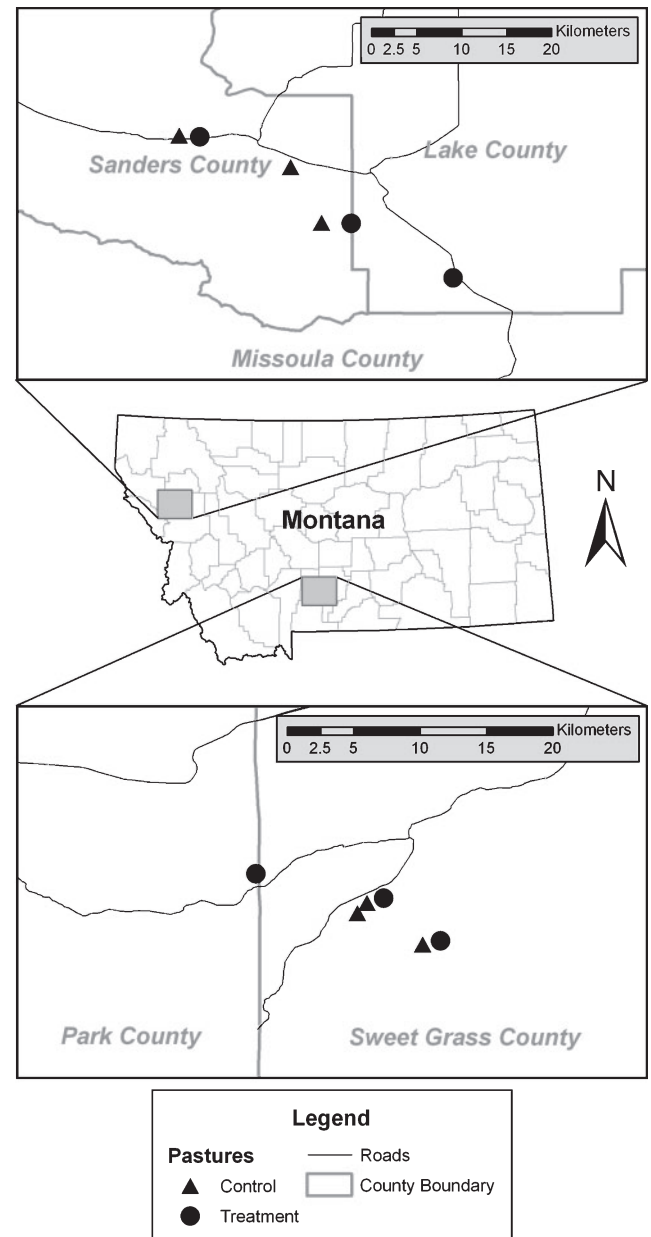 Kilometers
0 2.5 5 10 15 20
Lake County
Sanders County
Missoula County
N
Montana
Kilometers
0 2.5 5 10 15 20
Park County
Sweet Grass County
Legend
Pastures
Roads
Control
County Boundary
Treatment